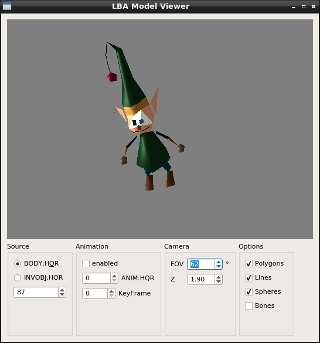 LBA Model Viewer
Source Animation Camera Options
BODY.HQR enabled FOV 62 ° Polygons
INVOBJ.HQR 0 ANIM.HQR Z 1.90 Lines
87 0 KeyFrame Spheres
Bones